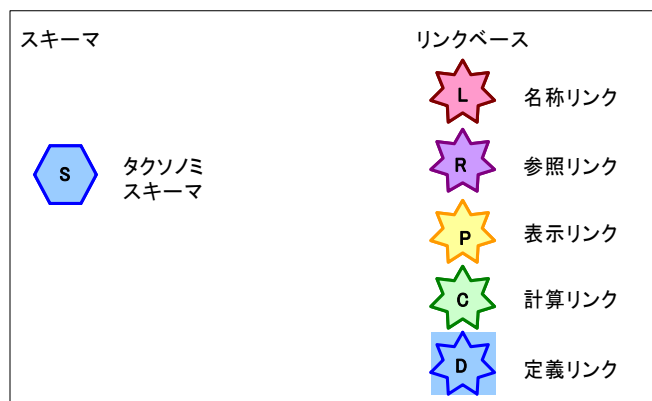 スキーマ
S
タクソノミ
スキーマ
リンクベース
L 名称リンク
R 参照リンク
P 表示リンク
C 計算リンク
D 定義リンク